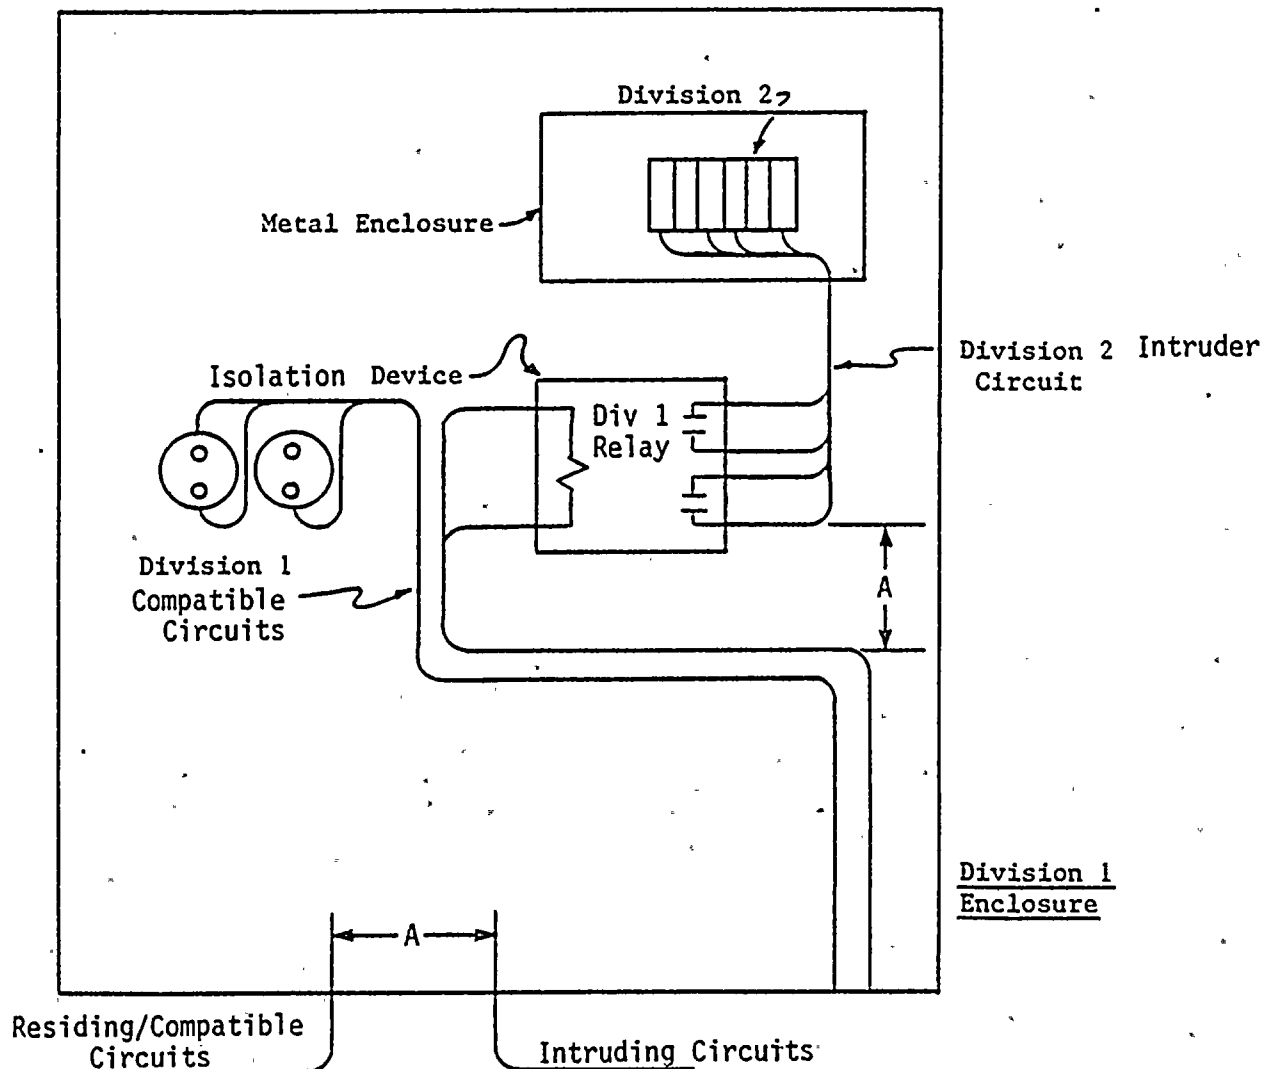 Division 2
Metal Enclosure
Division 2 Intruder
Circuit
Isolation Device
Div 1
Relay
Division 1
Compatible
Circuits
A
Division 1
Enclosure
A
Residing/Compatible
Circuits
Intruding Circuits